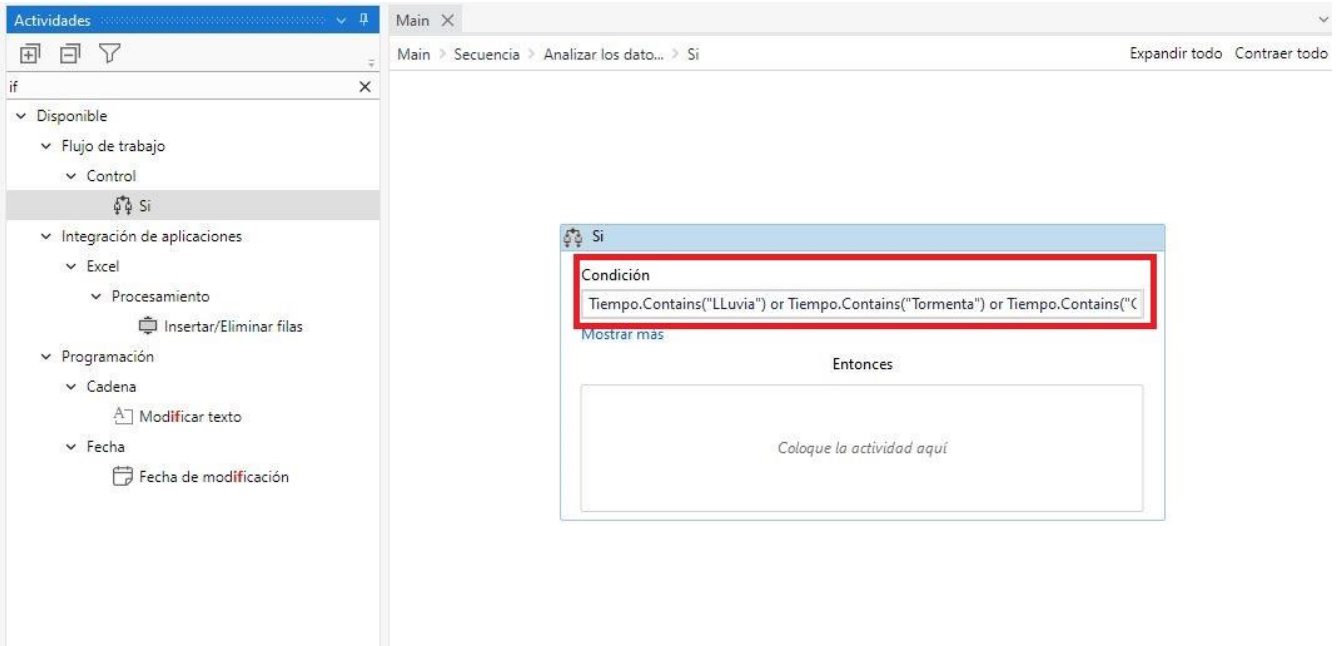 Actividades
if
Disponible
Flujo de trabajo
Control
Si
Integración de aplicaciones
Excel
Procesamiento
Insertar/Eliminar filas
Programación
Cadena
Modificar texto
Fecha
Fecha de modificación
Main
Main > Secuencia > Analizar los dato... > Si
Expandir todo Contraer todo
Si
Condición
Tiempo.Contains("LLuvia") or Tiempo.Contains("Tormenta") or Tiempo.Contains("
Mostrar más
Entonces
Coloque la actividad aquí